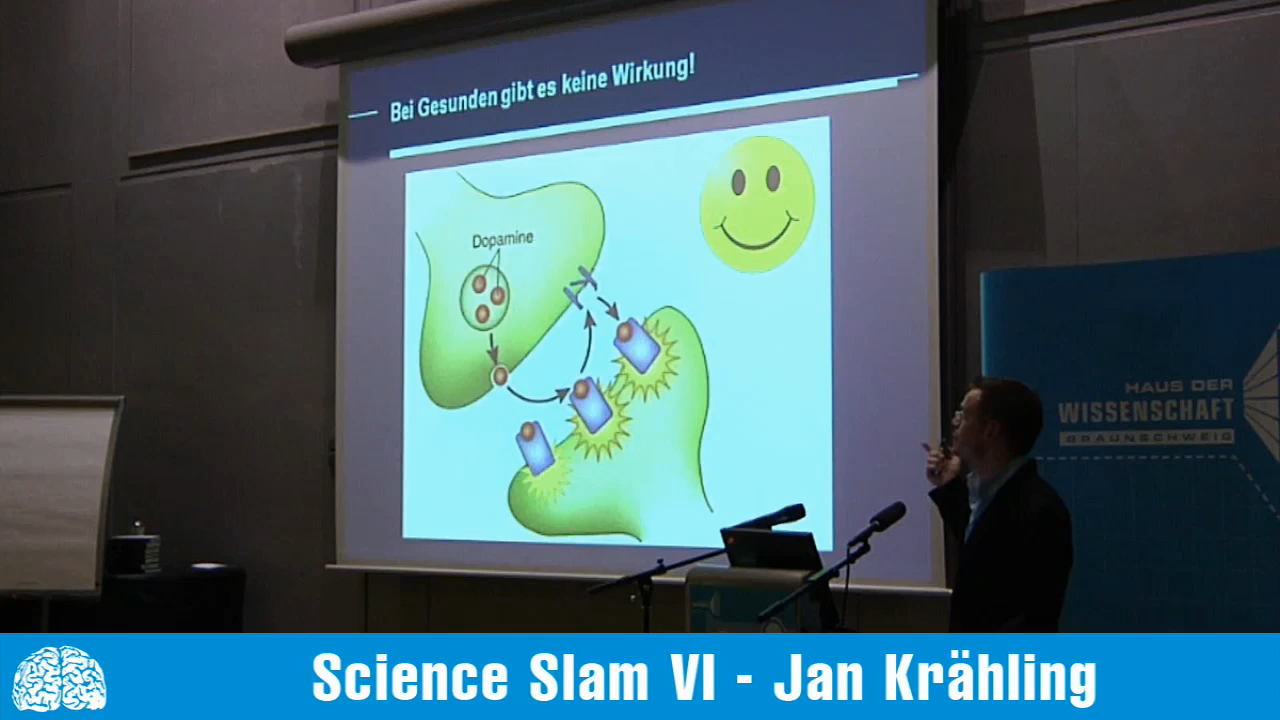 Bei Gesunden gibt es keine Wirkung!
Dopamine
HAUS DER
WISSENSCHAFT
BRAUNSCHWEIG
Science Slam VI - Jan Krähling